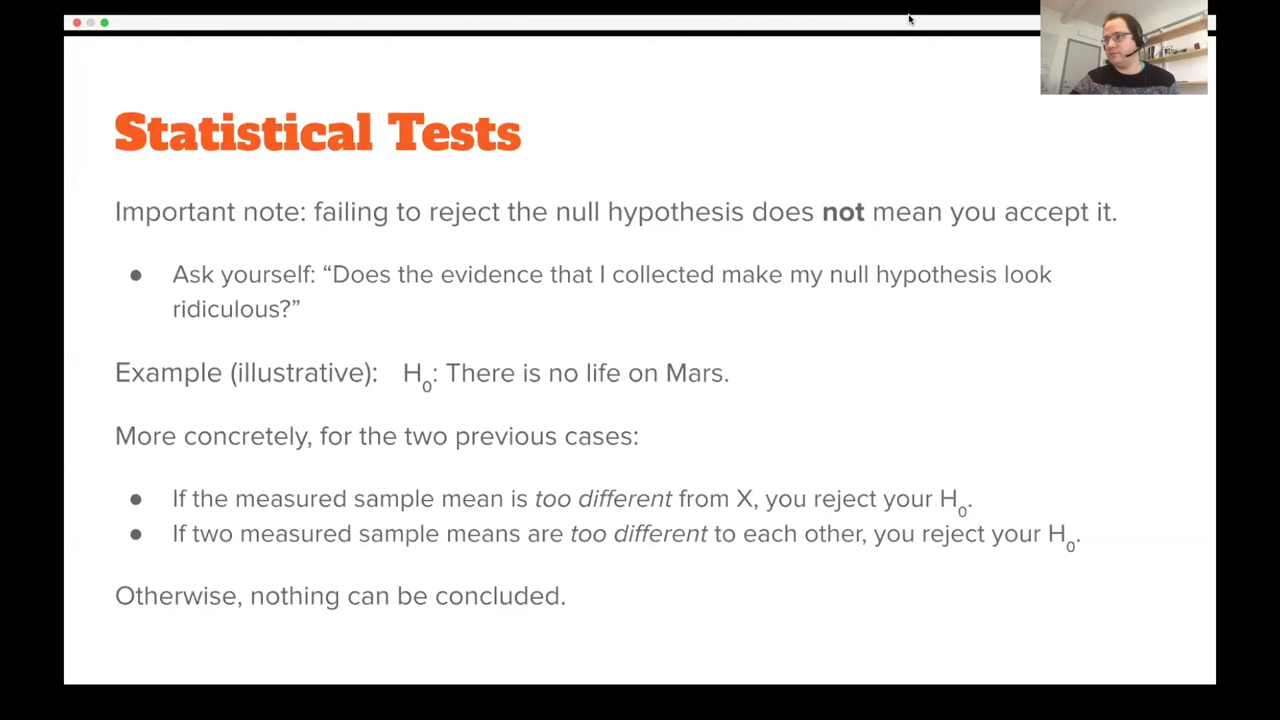 Statistical Tests
Important note: failing to reject the null hypothesis does not mean you accept it.
● Ask yourself: “Does the evidence that I collected make my null hypothesis look
ridiculous?”
Example (illustrative): H₀: There is no life on Mars.
More concretely, for the two previous cases:
● If the measured sample mean is too different from X, you reject your H₀.
● If two measured sample means are too different to each other, you reject your H₀.
Otherwise, nothing can be concluded.